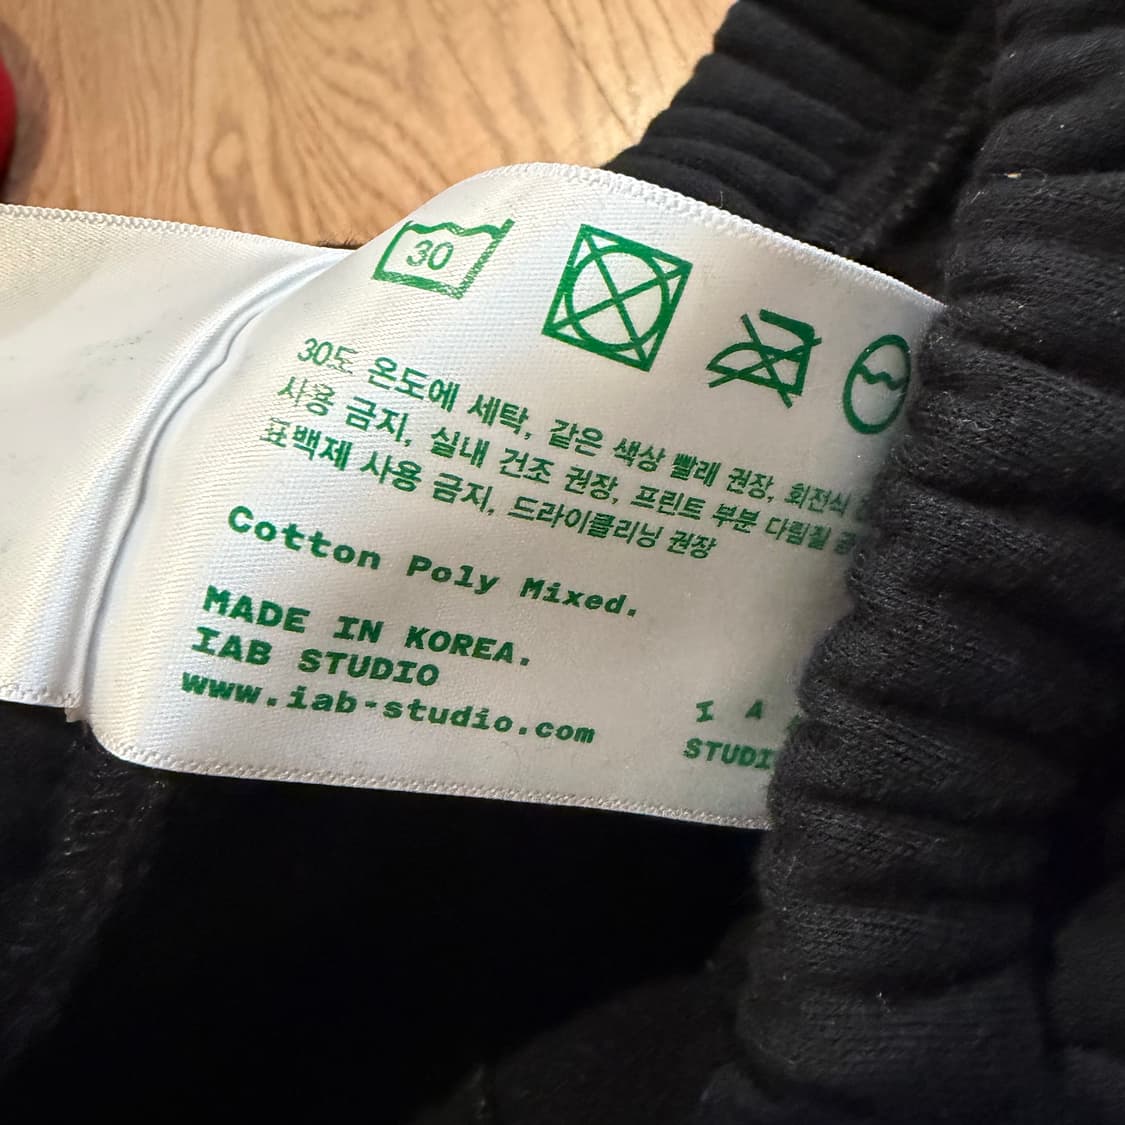 30
30도 온도에 세탁, 같은 색상 빨래 권장, 회전식
사용 금지, 실내 건조 권장, 프린트 부분 다림질
표백제 사용 금지, 드라이클리닝 권장
Cotton Poly Mixed.
MADE IN KOREA.
IAB STUDIO
www.iab-studio.com
I A
STUDI